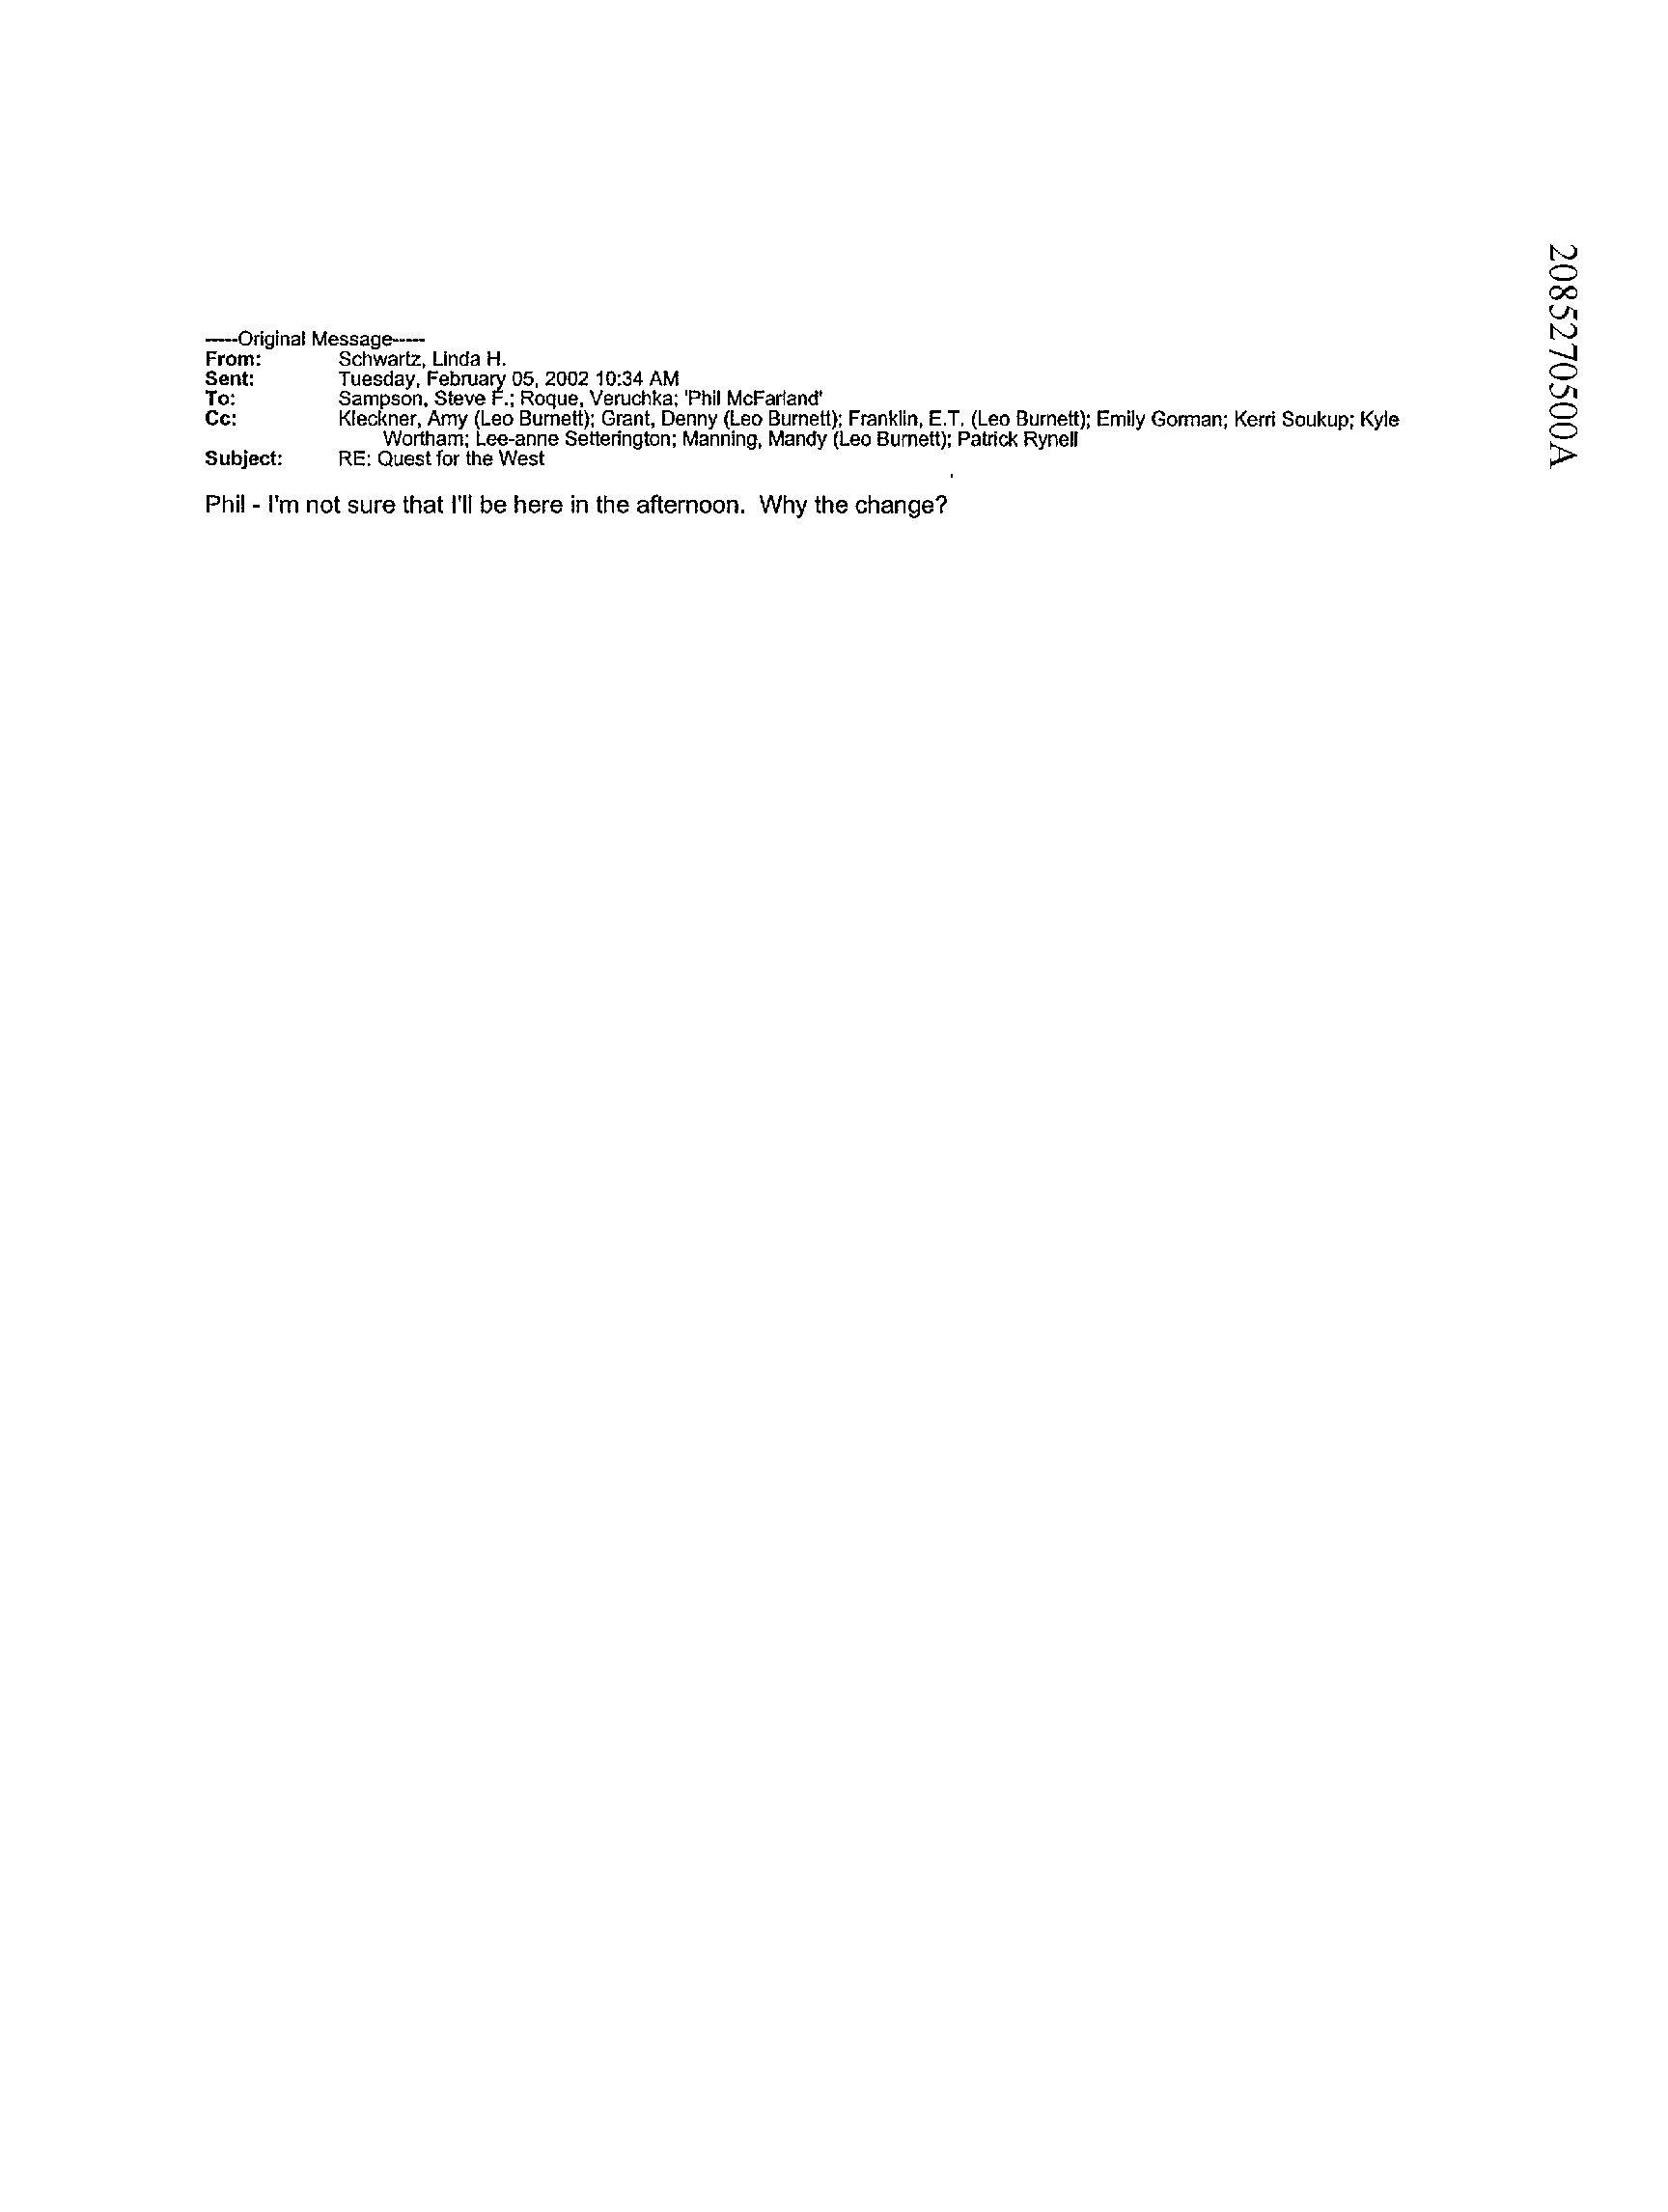 -----Original Message-----
From: Schwartz, Linda H.
Sent: Tuesday, February 05, 2002 10:34 AM
To: Sampson, Steve F.; Roque, Veruchka; 'Phil McFarland'
Cc: Kleckner, Amy (Leo Burnett); Grant, Denny (Leo Burnett); Franklin, E.T. (Leo Burnett); Emily Gorman; Kerri Soukup; Kyle
Wortham; Lee-anne Setterington; Manning, Mandy (Leo Burnett); Patrick Rynell
Subject: RE: Quest for the West
Phil - I'm not sure that I'll be here in the afternoon.  Why the change?
2085270500A